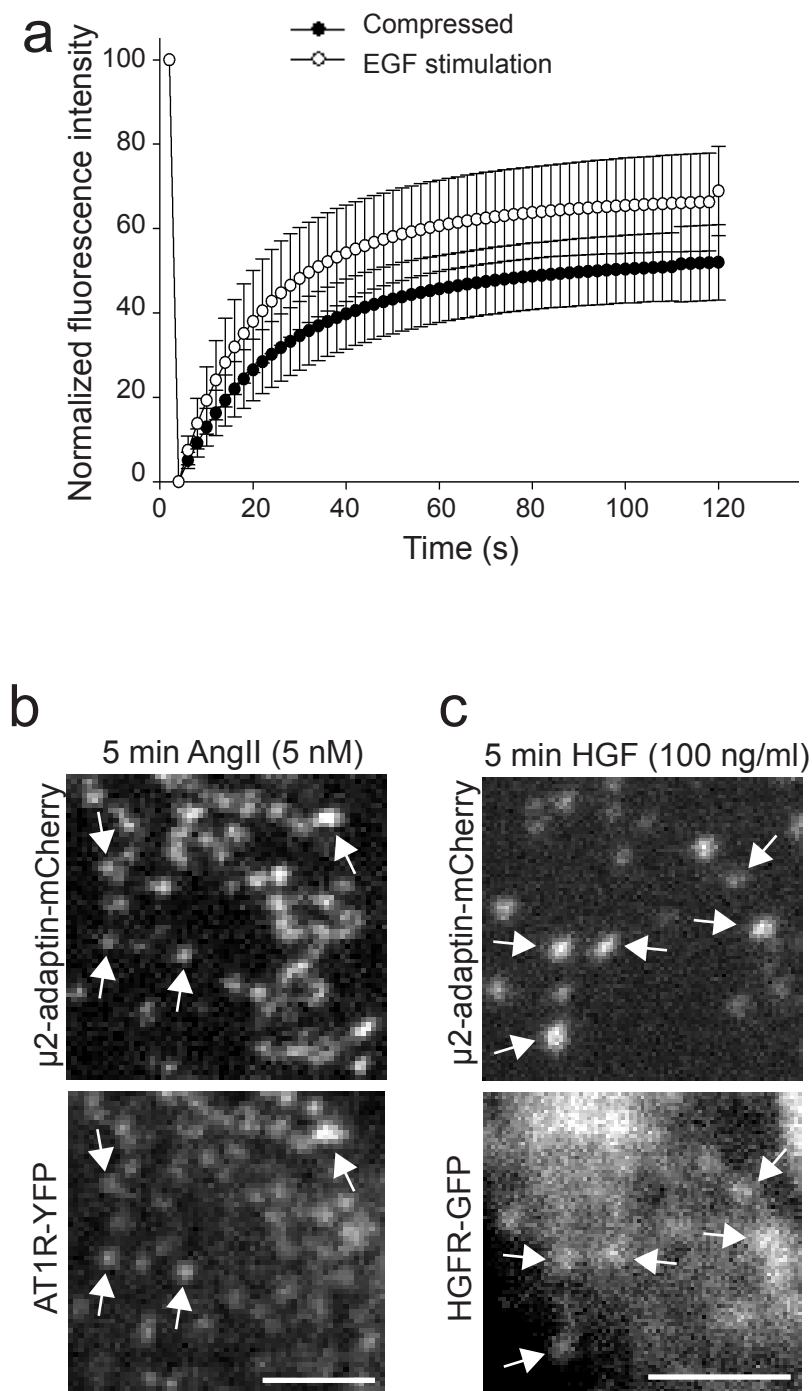 a
Compressed
EGF stimulation
Normalized fluorescence intensity
100
80
60
40
20
0
0 20 40 60 80 100 120
Time (s)
b
5 min AngII (5 nM)
µ2-adaptin-mCherry
AT1R-YFP
c
5 min HGF (100 ng/ml)
µ2-adaptin-mCherry
HGFR-GFP